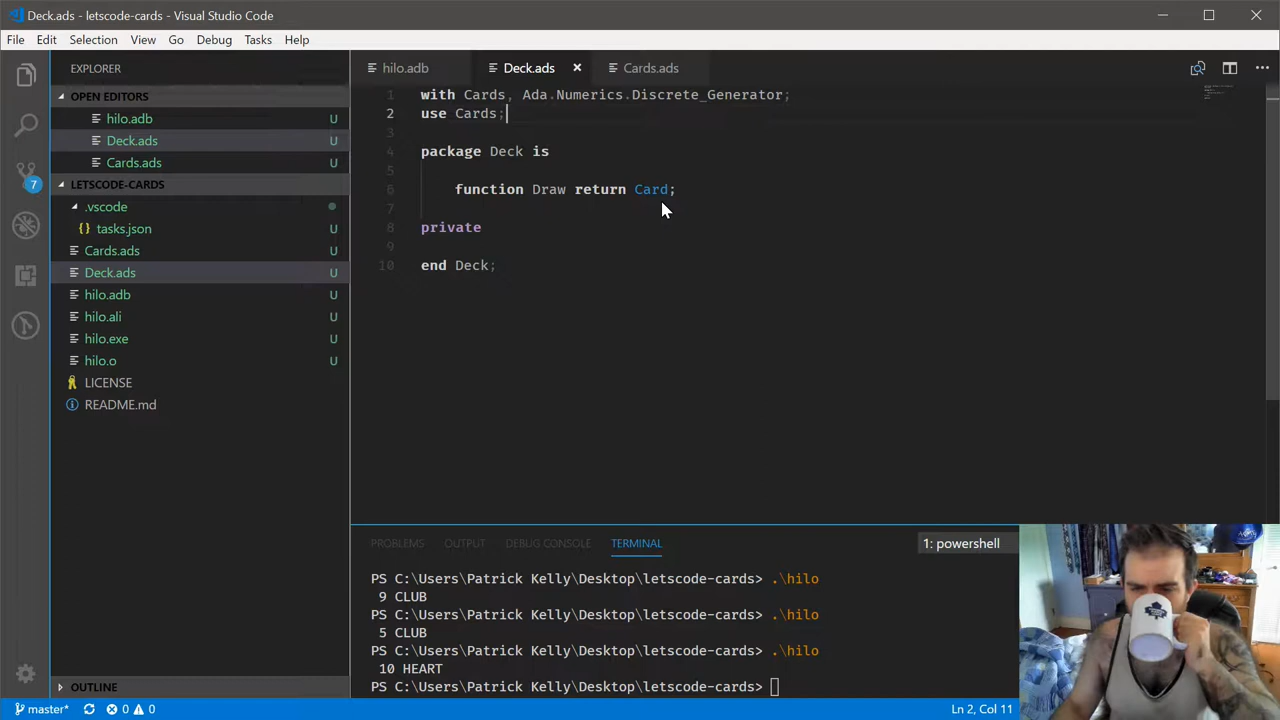 Deck.ads - letscode-cards - Visual Studio Code
File Edit Selection View Go Debug Tasks Help
EXPLORER
OPEN EDITORS
hilo.adb U
Deck.ads U
Cards.ads U
LETSCODE-CARDS
.vscode
{} tasks.json U
Cards.ads U
Deck.ads U
hilo.adb U
hilo.ali U
hilo.exe U
hilo.o U
LICENSE
README.md
OUTLINE
7
hilo.adb Deck.ads Cards.ads
1 with Cards, Ada.Numerics.Discrete_Generator;
2 use Cards;
3
4 package Deck is
5
6 function Draw return Card;
7
8 private
9
10 end Deck;
PROBLEMS OUTPUT DEBUG CONSOLE TERMINAL 1: powershell
PS C:\Users\Patrick Kelly\Desktop\letscode-cards> .\hilo
9 CLUB
PS C:\Users\Patrick Kelly\Desktop\letscode-cards> .\hilo
5 CLUB
PS C:\Users\Patrick Kelly\Desktop\letscode-cards> .\hilo
10 HEART
PS C:\Users\Patrick Kelly\Desktop\letscode-cards>
master* 0 0 Ln 2, Col 11